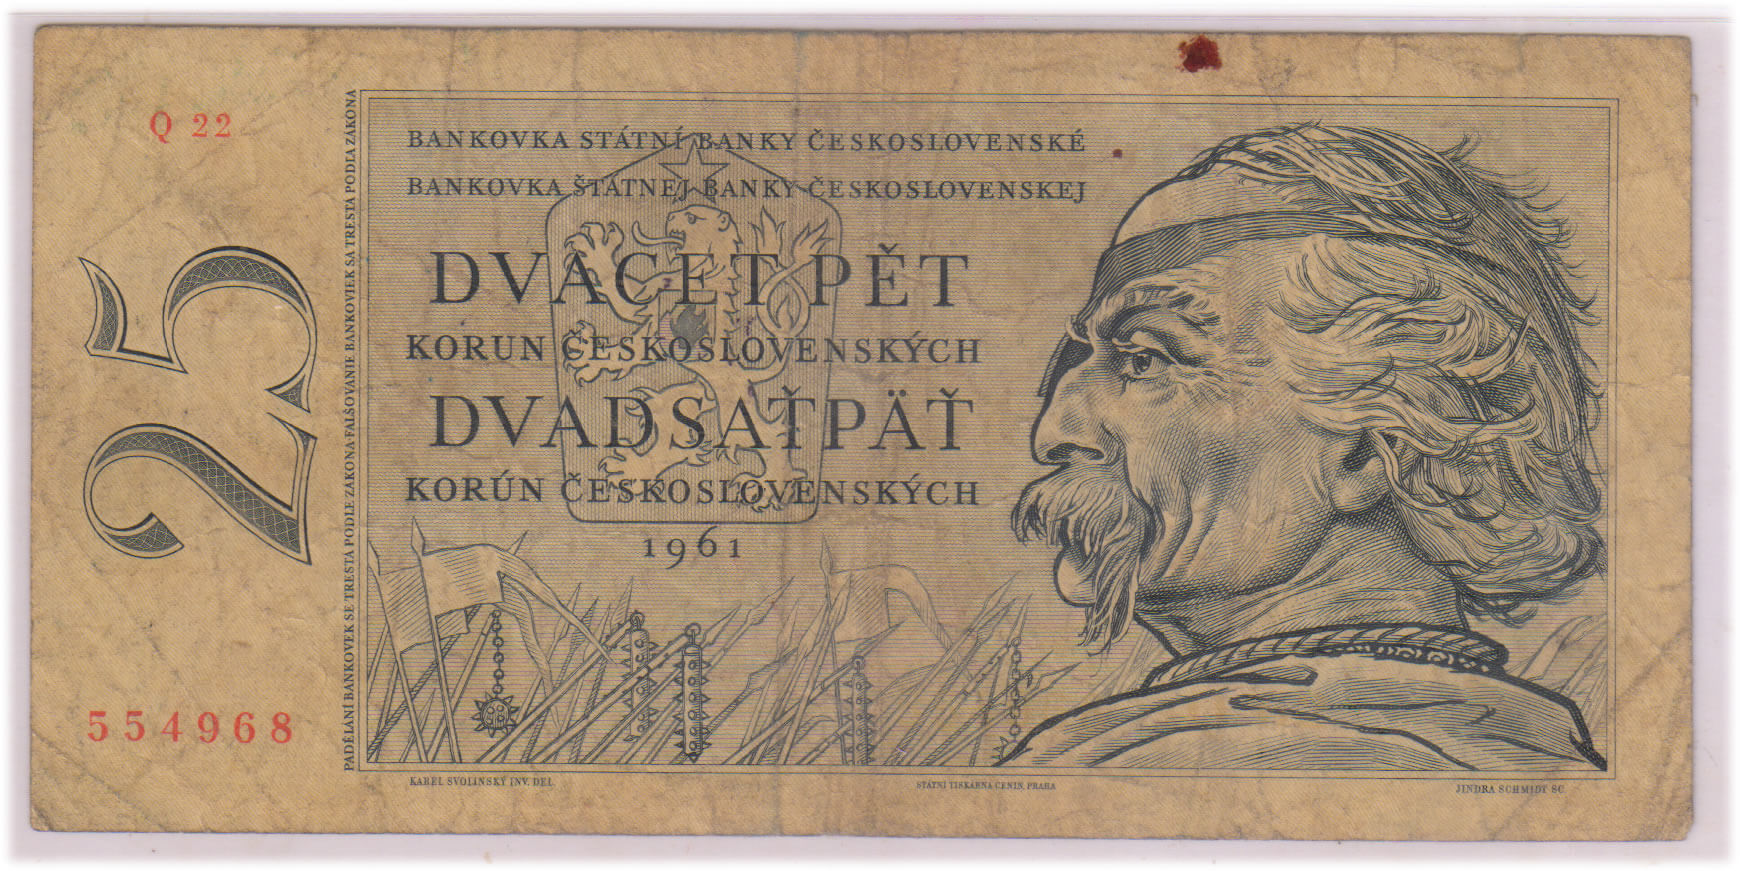 Q 22
25
554968
PADĚLÁNÍ BANKOVEK SE TRESTÁ PODLE ZÁKONA FALŠOVANIE BANKOVIEK SA TRESTÁ PODĽA ZÁKONA
BANKOVKA STÁTNÍ BANKY ČESKOSLOVENSKÉ
BANKOVKA ŠTÁTNEJ BANKY ČESKOSLOVENSKEJ
DVACET PĚT
KORUN ČESKOSLOVENSKÝCH
DVADSAŤPÄŤ
KORÚN ČESKOSLOVENSKÝCH
1961
KAREL SVOLINSKÝ INV. DEL.
STÁTNÍ TISKÁRNA CENIN, PRAHA
JINDRA SCHMIDT SC.